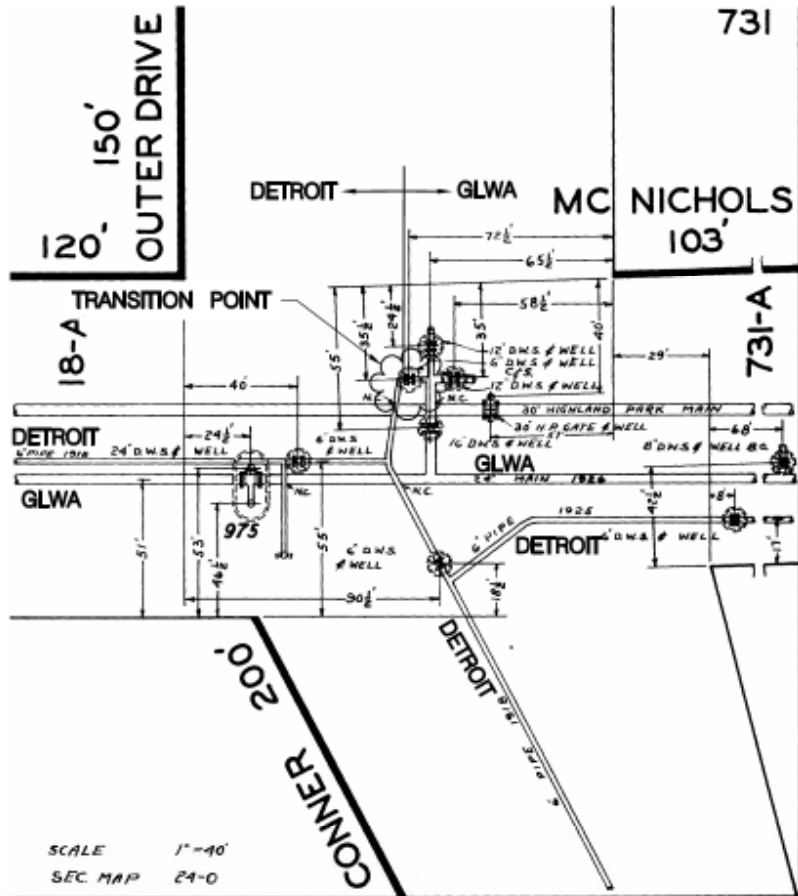 731
150'
OUTER DRIVE
DETROIT
GLWA
MC NICHOLS
72½'
120'
103'
65½'
TRANSITION POINT
58½'
18-A
731-A
24½'
35½'
35'
40'
55'
12" D.W.S. & WELL
6" D.W.S. & WELL
12" D.W.S. & WELL
29'
40'
N.C.
N.C.
30" HIGHLAND PARK MAIN
30" H.P. GATE & WELL
68'
DETROIT
24½'
6" D.W.S.
& WELL
16" D.W.S. & WELL
51'
8" D.W.S. & WELL
6" PIPE 1918
24" D.W.S. &
WELL
GLWA
24" MAIN 1926
GLWA
N.C.
N.C.
42½'
8'
975
6" PIPE
1925
DETROIT
6" D.W.S. & WELL
17'
51'
53'
46½'
55'
6" D.W.S.
& WELL
18½'
90½'
DETROIT
1918
6" PIPE
200'
CONNER
SCALE 1"=40'
SEC. MAP 24-O